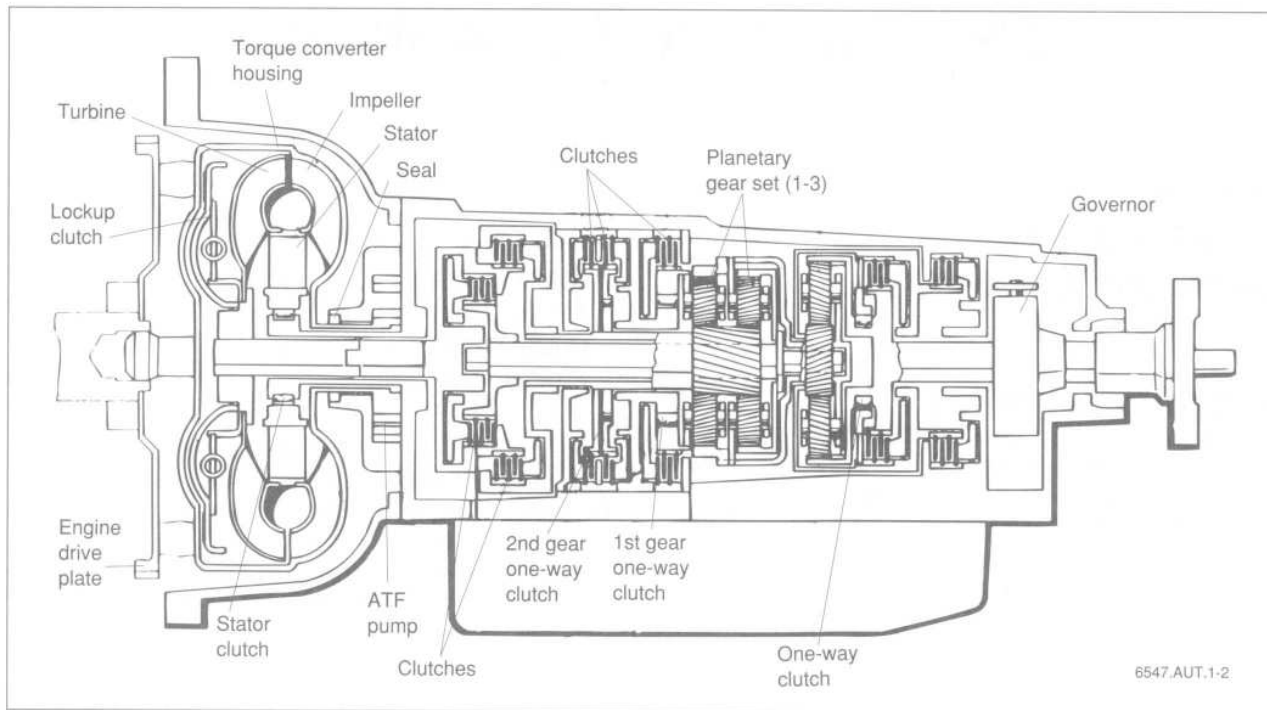 Torque converter
housing
Turbine
Impeller
Stator
Seal
Lockup
clutch
Clutches
Planetary
gear set (1-3)
Governor
Engine
drive
plate
Stator
clutch
ATF
pump
Clutches
2nd gear
one-way
clutch
1st gear
one-way
clutch
One-way
clutch
6547.AUT.1-2